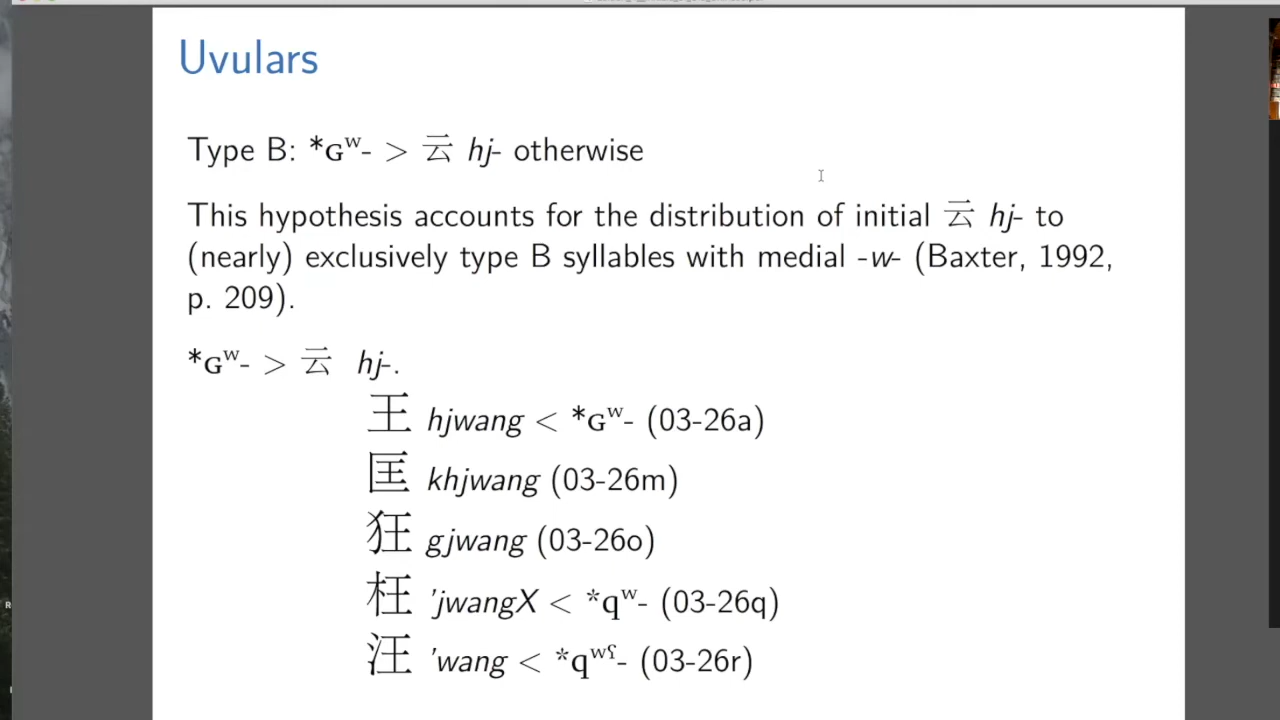 Uvulars
Type B: *ɢʷ- > 云 hj- otherwise
This hypothesis accounts for the distribution of initial 云 hj- to
(nearly) exclusively type B syllables with medial -w- (Baxter, 1992,
p. 209).
*ɢʷ- > 云 hj-.
王 hjwang < *ɢʷ- (03-26a)
匡 khjwang (03-26m)
狂 gjwang (03-26o)
枉 'jwangX < *qʷ- (03-26q)
汪 'wang < *qʷˤ- (03-26r)